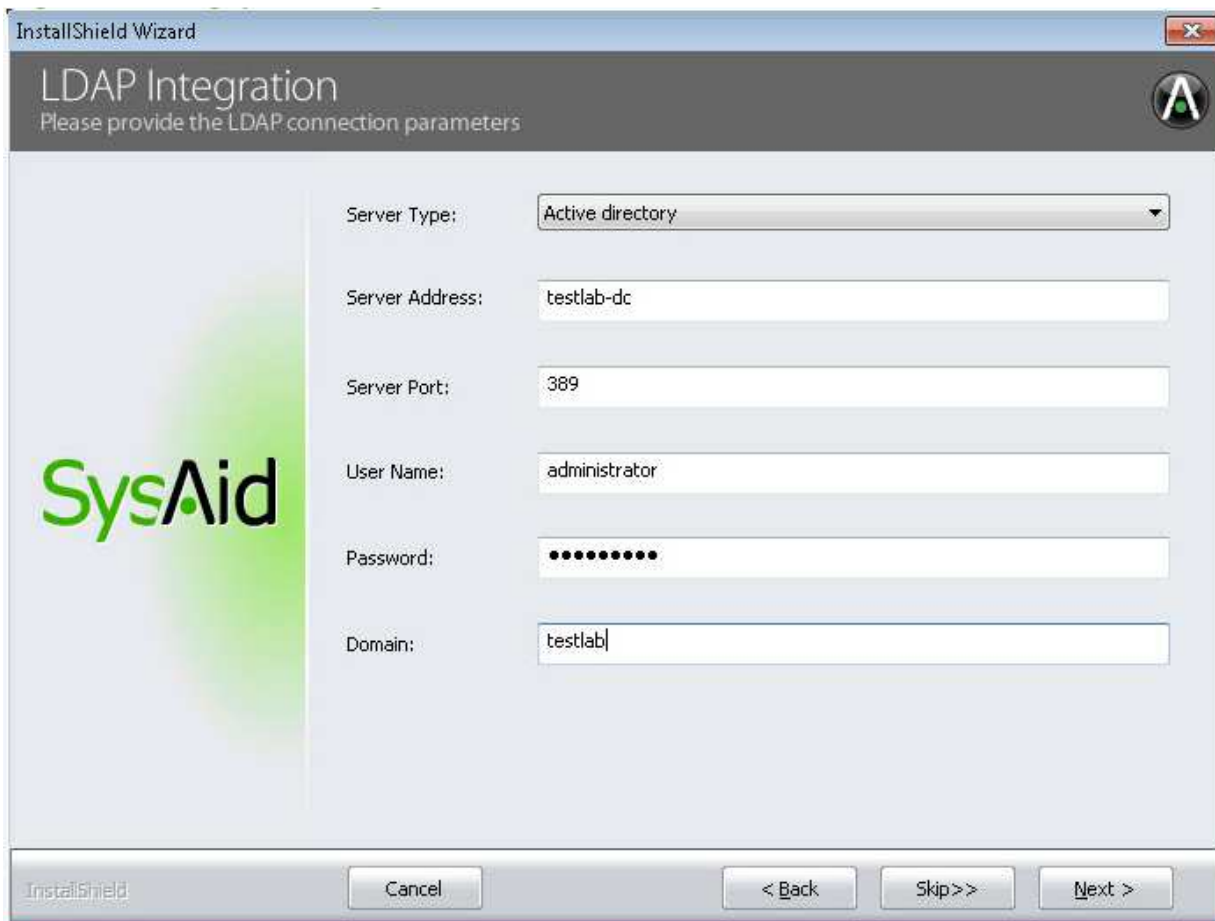 InstallShield Wizard
LDAP Integration
Please provide the LDAP connection parameters
Server Type:
Active directory
Server Address:
testlab-dc
Server Port:
389
User Name:
administrator
Password:
•••••••••
Domain:
testlab
SysAid
InstallShield
Cancel
< Back
Skip>>
Next >